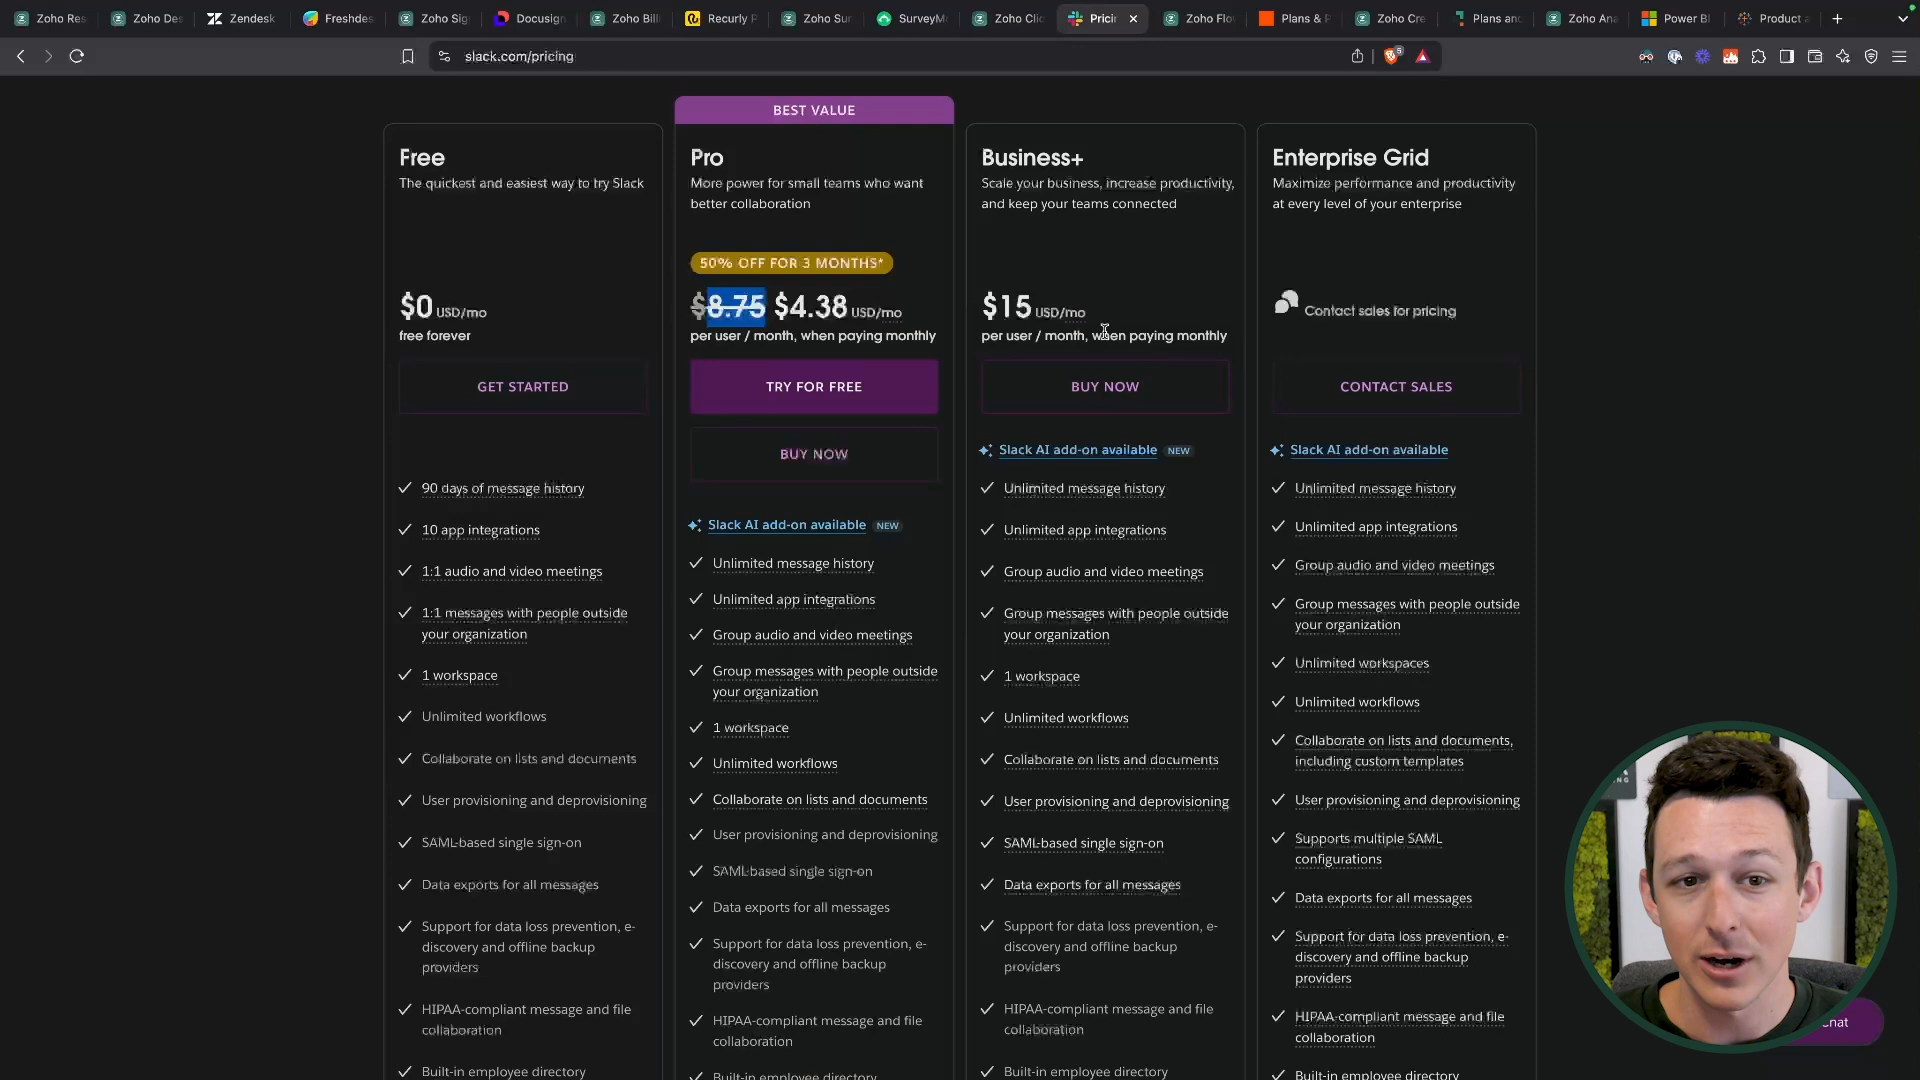 Zoho Res
Zoho Des
Zendesk
Freshdes
Zoho Sig
Docusign
Zoho Billi
Recurly P
Zoho Sur
SurveyMo
Zoho Clic
Pricin
Zoho Flo
Plans & P
Zoho Cre
Plans and
Zoho Ana
Power BI
Product a
slack.com/pricing
BEST VALUE
Free
The quickest and easiest way to try Slack
$0 USD/mo
free forever
GET STARTED
90 days of message history
10 app integrations
1:1 audio and video meetings
1:1 messages with people outside
your organization
1 workspace
Unlimited workflows
Collaborate on lists and documents
User provisioning and deprovisioning
SAML-based single sign-on
Data exports for all messages
Support for data loss prevention, e-
discovery and offline backup
providers
HIPAA-compliant message and file
collaboration
Built-in employee directory
Pro
More power for small teams who want
better collaboration
50% OFF FOR 3 MONTHS*
$8.75 $4.38 USD/mo
per user / month, when paying monthly
TRY FOR FREE
BUY NOW
Slack AI add-on available NEW
Unlimited message history
Unlimited app integrations
Group audio and video meetings
Group messages with people outside
your organization
1 workspace
Unlimited workflows
Collaborate on lists and documents
User provisioning and deprovisioning
SAML-based single sign-on
Data exports for all messages
Support for data loss prevention, e-
discovery and offline backup
providers
HIPAA-compliant message and file
collaboration
Built-in employee directory
Business+
Scale your business, increase productivity,
and keep your teams connected
$15 USD/mo
per user / month, when paying monthly
BUY NOW
Slack AI add-on available NEW
Unlimited message history
Unlimited app integrations
Group audio and video meetings
Group messages with people outside
your organization
1 workspace
Unlimited workflows
Collaborate on lists and documents
User provisioning and deprovisioning
SAML-based single sign-on
Data exports for all messages
Support for data loss prevention, e-
discovery and offline backup
providers
HIPAA-compliant message and file
collaboration
Built-in employee directory
Enterprise Grid
Maximize performance and productivity
at every level of your enterprise
Contact sales for pricing
CONTACT SALES
Slack AI add-on available
Unlimited message history
Unlimited app integrations
Group audio and video meetings
Group messages with people outside
your organization
Unlimited workspaces
Unlimited workflows
Collaborate on lists and documents,
including custom templates
User provisioning and deprovisioning
Supports multiple SAML
configurations
Data exports for all messages
Support for data loss prevention, e-
discovery and offline backup
providers
HIPAA-compliant message and file
collaboration
Built-in employee directory
Chat